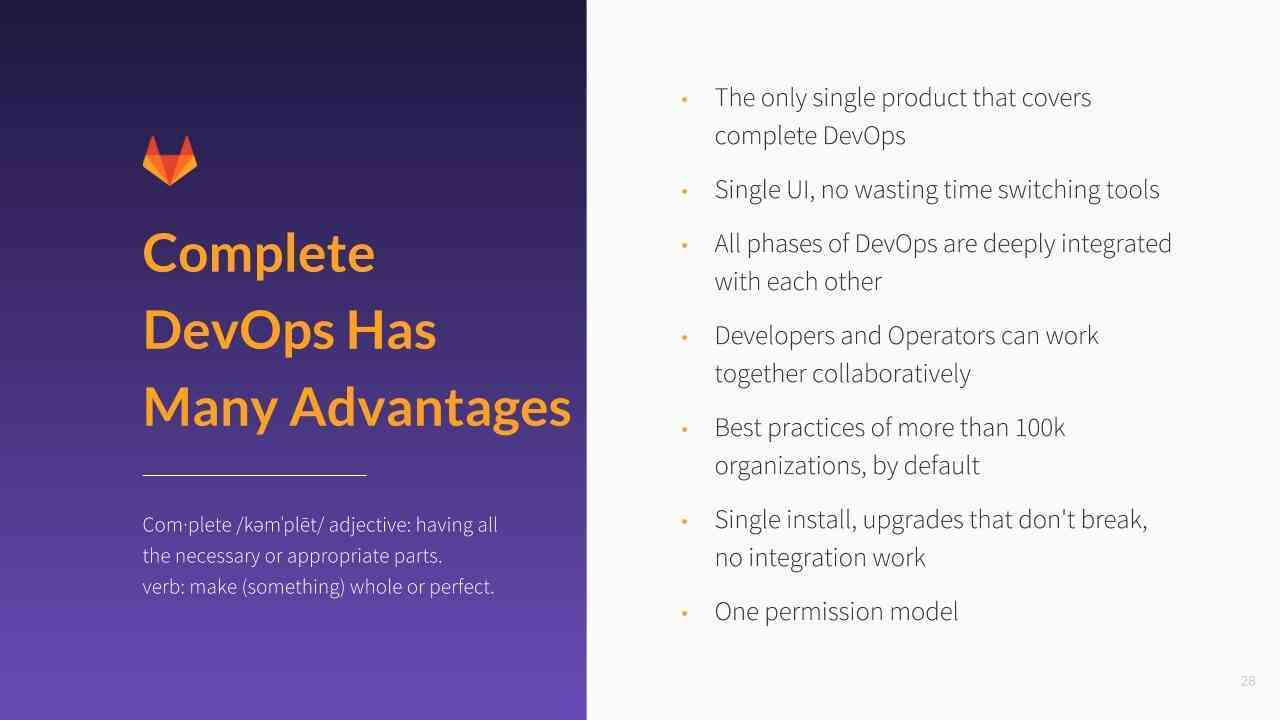 Complete
DevOps Has
Many Advantages
Com·plete /kəmˈplēt/ adjective: having all
the necessary or appropriate parts.
verb: make (something) whole or perfect.
• The only single product that covers
complete DevOps
• Single UI, no wasting time switching tools
• All phases of DevOps are deeply integrated
with each other
• Developers and Operators can work
together collaboratively
• Best practices of more than 100k
organizations, by default
• Single install, upgrades that don't break,
no integration work
• One permission model
28